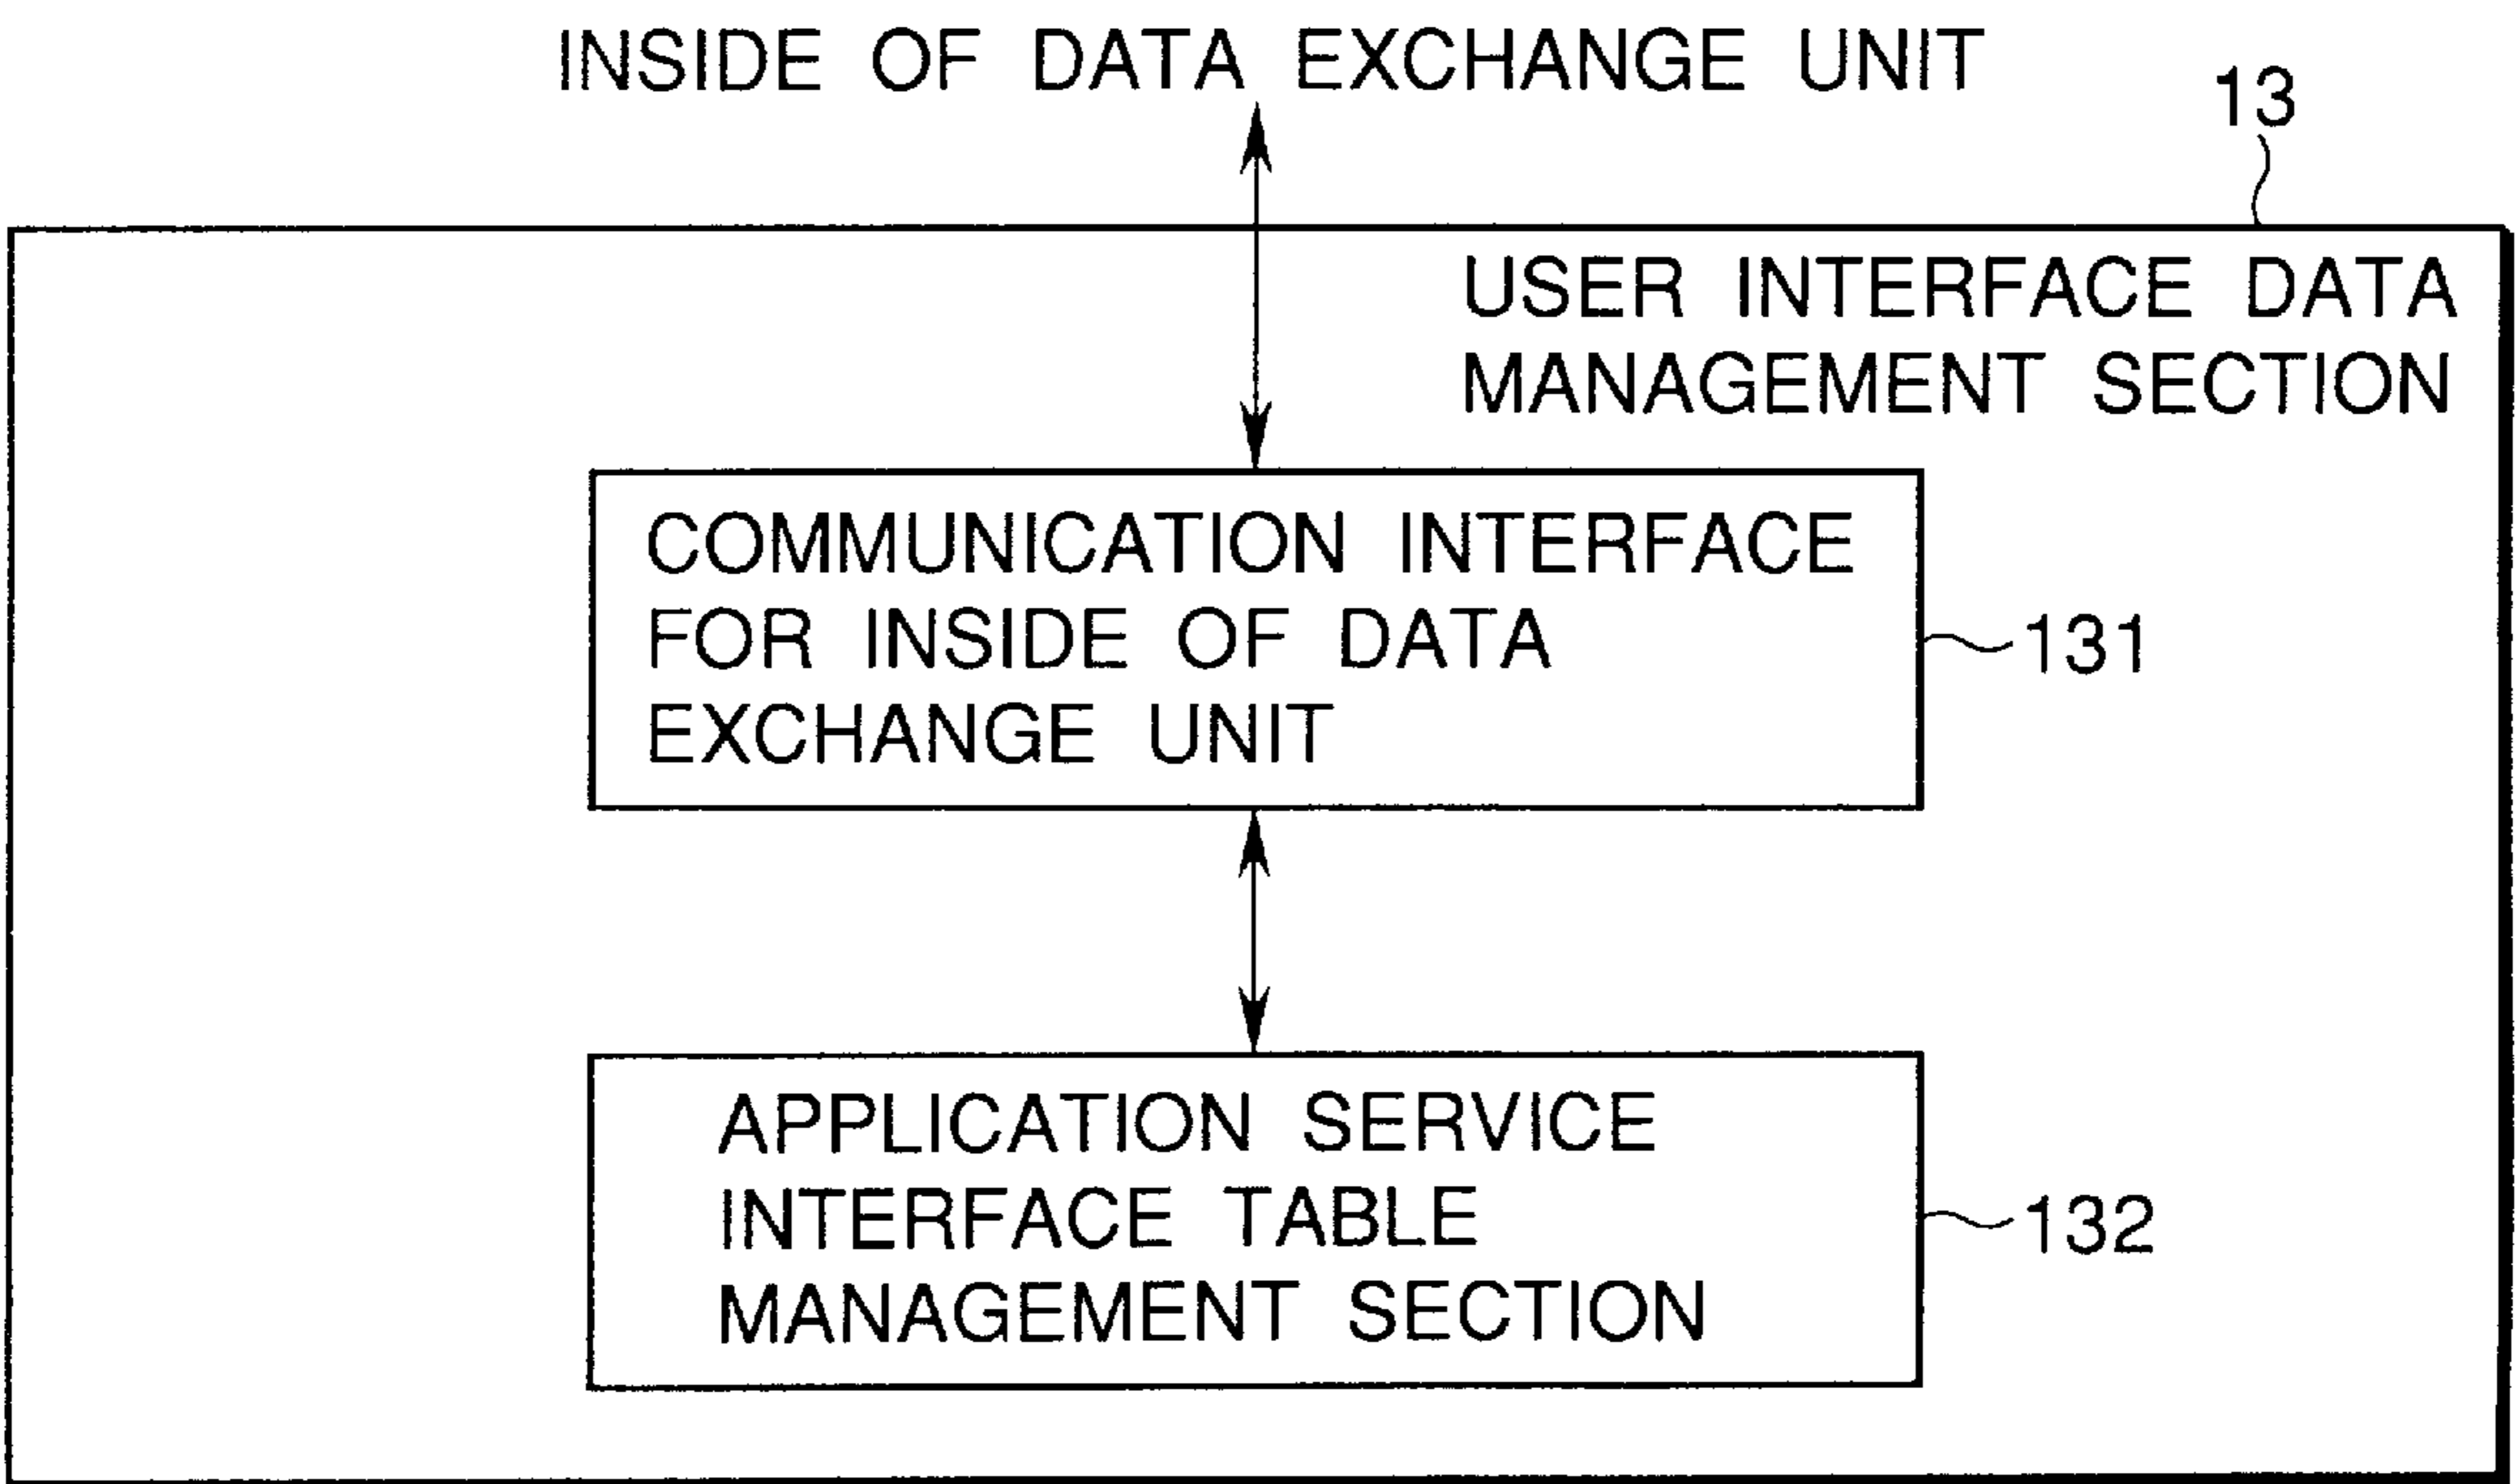 INSIDE OF DATA EXCHANGE UNIT
13
USER INTERFACE DATA
MANAGEMENT SECTION
COMMUNICATION INTERFACE
FOR INSIDE OF DATA
EXCHANGE UNIT
131
APPLICATION SERVICE
INTERFACE TABLE
MANAGEMENT SECTION
132